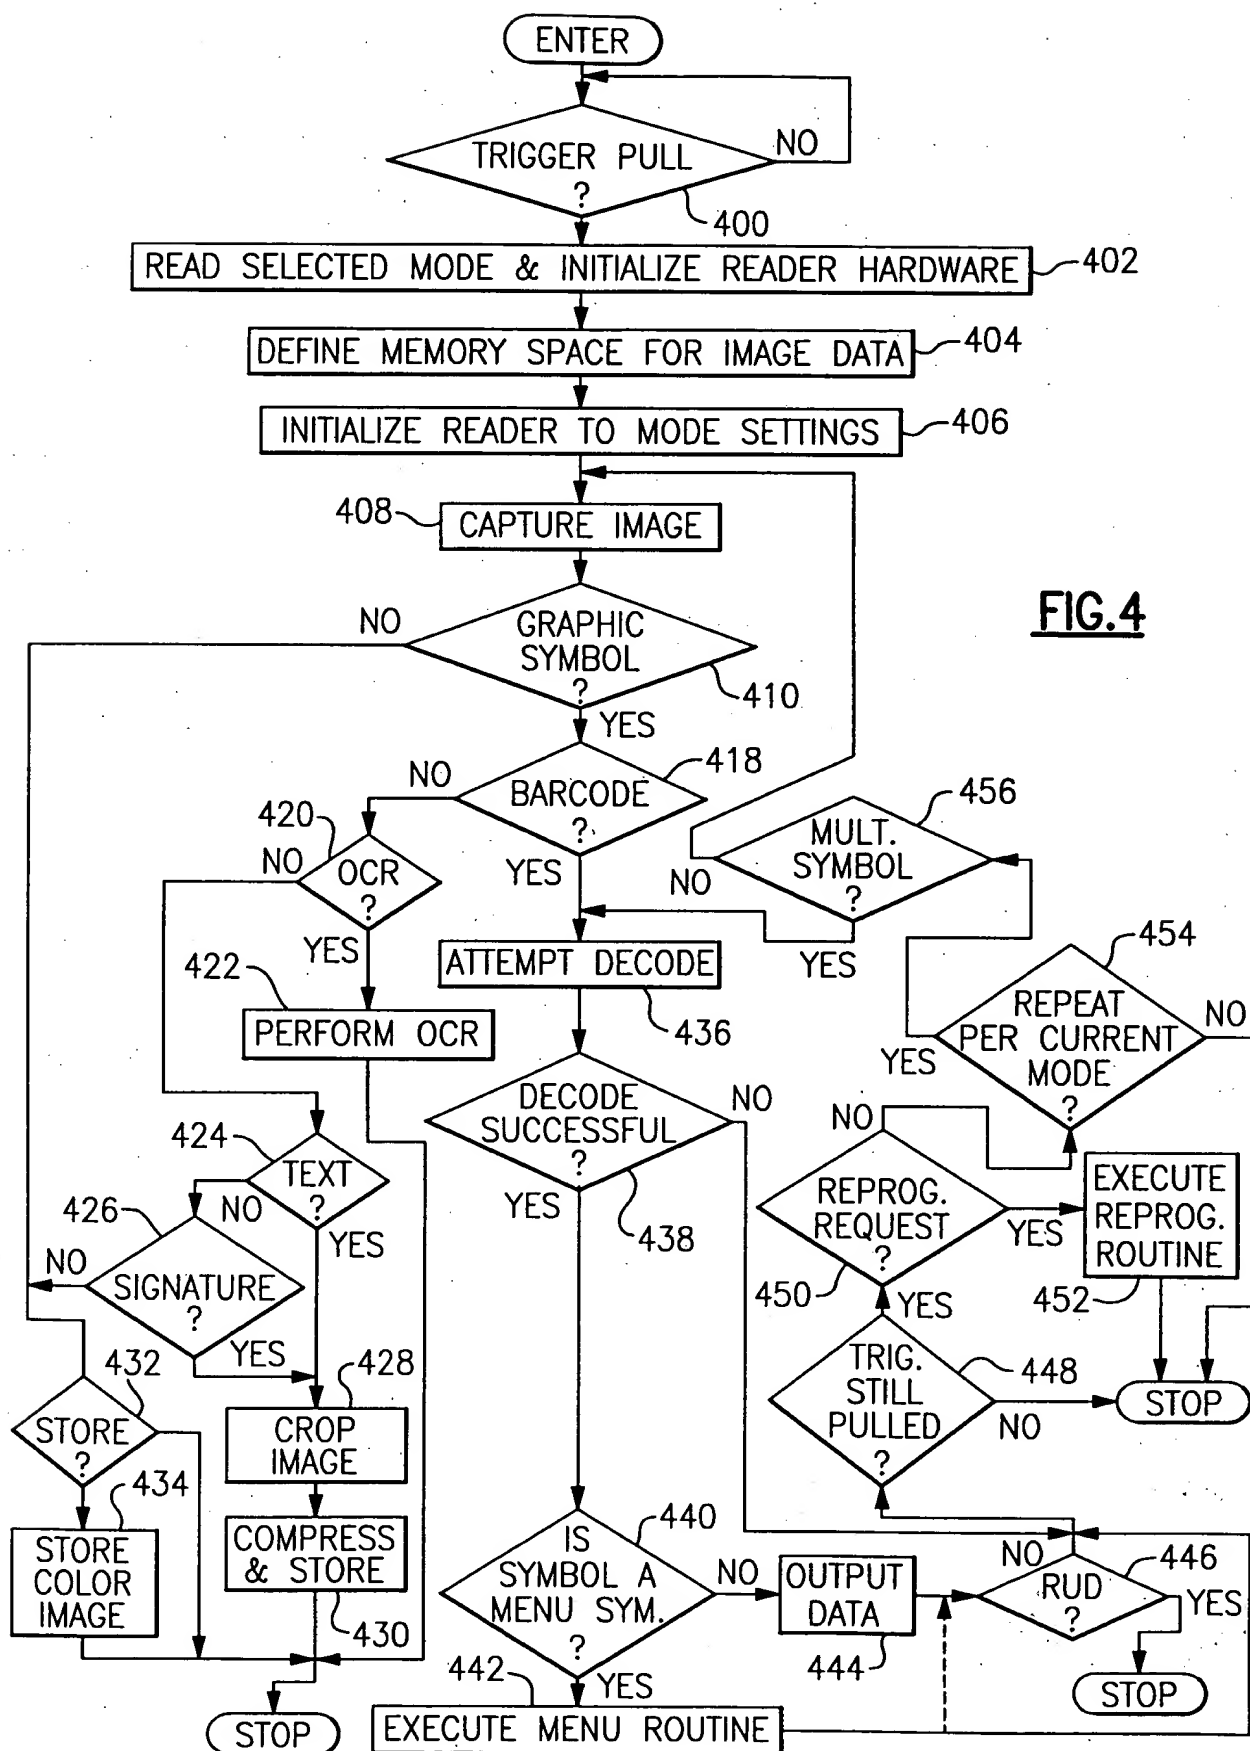 ENTER
TRIGGER PULL
?
NO
400
READ SELECTED MODE & INITIALIZE READER HARDWARE
402
DEFINE MEMORY SPACE FOR IMAGE DATA
404
INITIALIZE READER TO MODE SETTINGS
406
408
CAPTURE IMAGE
FIG.4
NO
GRAPHIC
SYMBOL
?
410
YES
NO
BARCODE
?
418
YES
420
NO
OCR
?
YES
MULT.
SYMBOL
?
456
NO
YES
422
PERFORM OCR
ATTEMPT DECODE
436
454
REPEAT
PER CURRENT
MODE
?
NO
YES
DECODE
SUCCESSFUL
?
NO
YES
438
424
TEXT
?
NO
YES
426
NO
SIGNATURE
?
YES
NO
REPROG.
REQUEST
?
450
YES
YES
EXECUTE
REPROG.
ROUTINE
452
432
STORE
?
428
CROP
IMAGE
TRIG.
STILL
PULLED
?
448
NO
STOP
434
STORE
COLOR
IMAGE
COMPRESS
& STORE
430
IS
SYMBOL A
MENU SYM.
?
440
NO
YES
OUTPUT
DATA
444
NO
RUD
?
446
YES
STOP
442
EXECUTE MENU ROUTINE
STOP